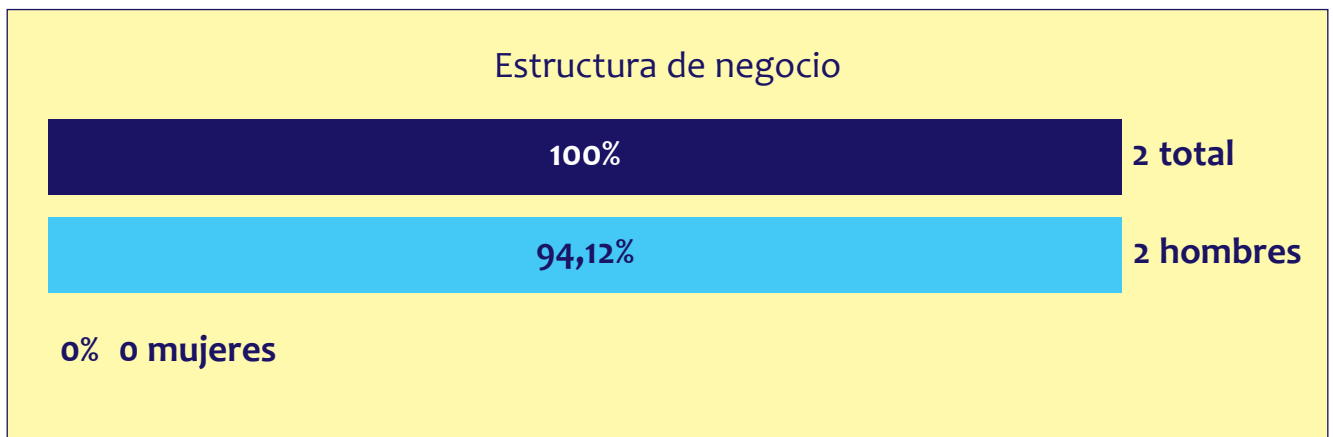 Estructura de negocio
100% 2 total
94,12% 2 hombres
0% 0 mujeres